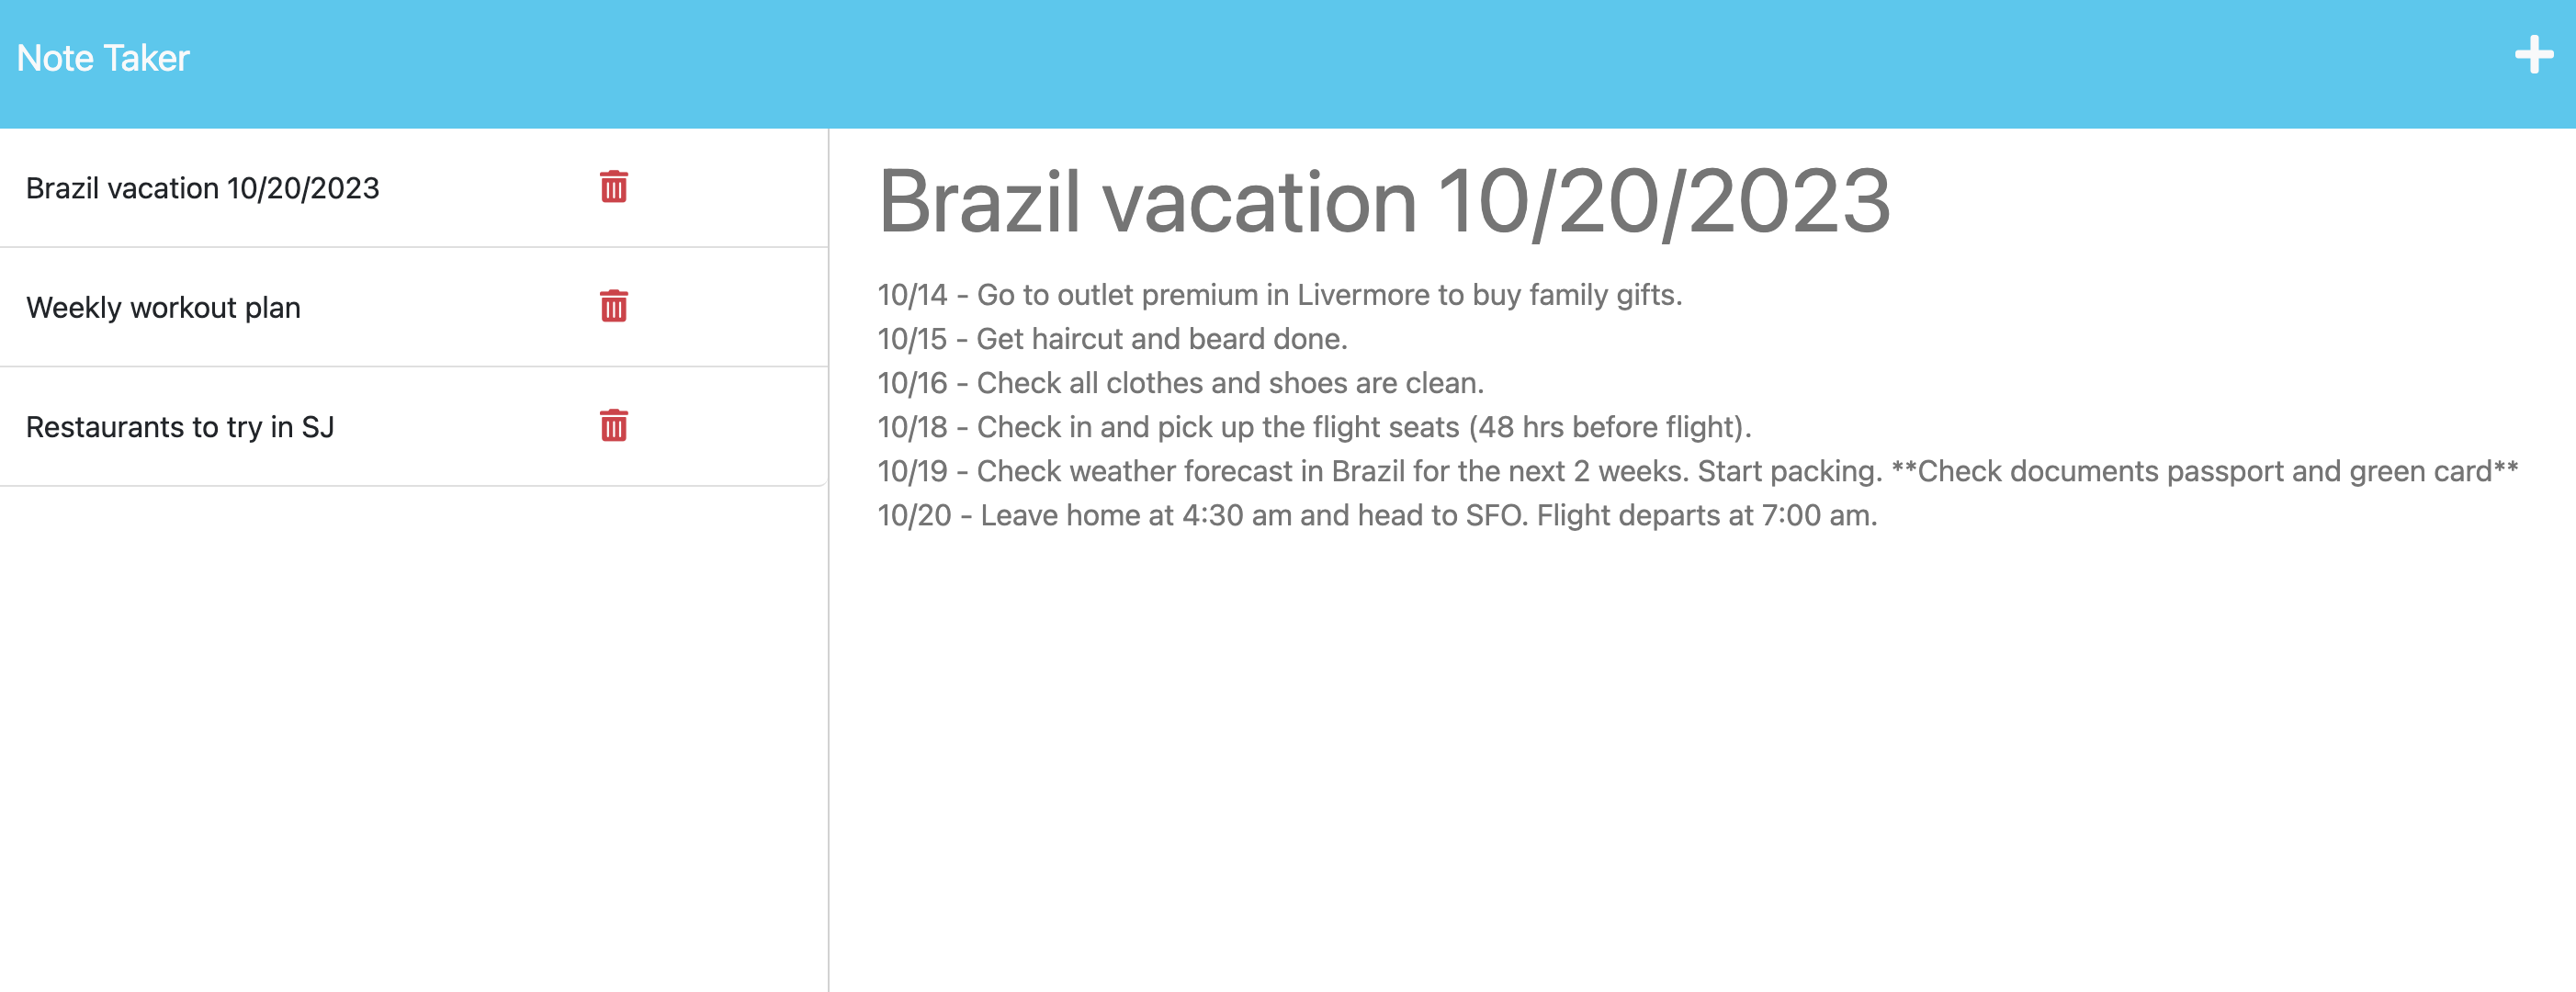 Note Taker
Brazil vacation 10/20/2023
Weekly workout plan
Restaurants to try in SJ
Brazil vacation 10/20/2023
10/14 - Go to outlet premium in Livermore to buy family gifts.
10/15 - Get haircut and beard done.
10/16 - Check all clothes and shoes are clean.
10/18 - Check in and pick up the flight seats (48 hrs before flight).
10/19 - Check weather forecast in Brazil for the next 2 weeks. Start packing. **Check documents passport and green card**
10/20 - Leave home at 4:30 am and head to SFO. Flight departs at 7:00 am.